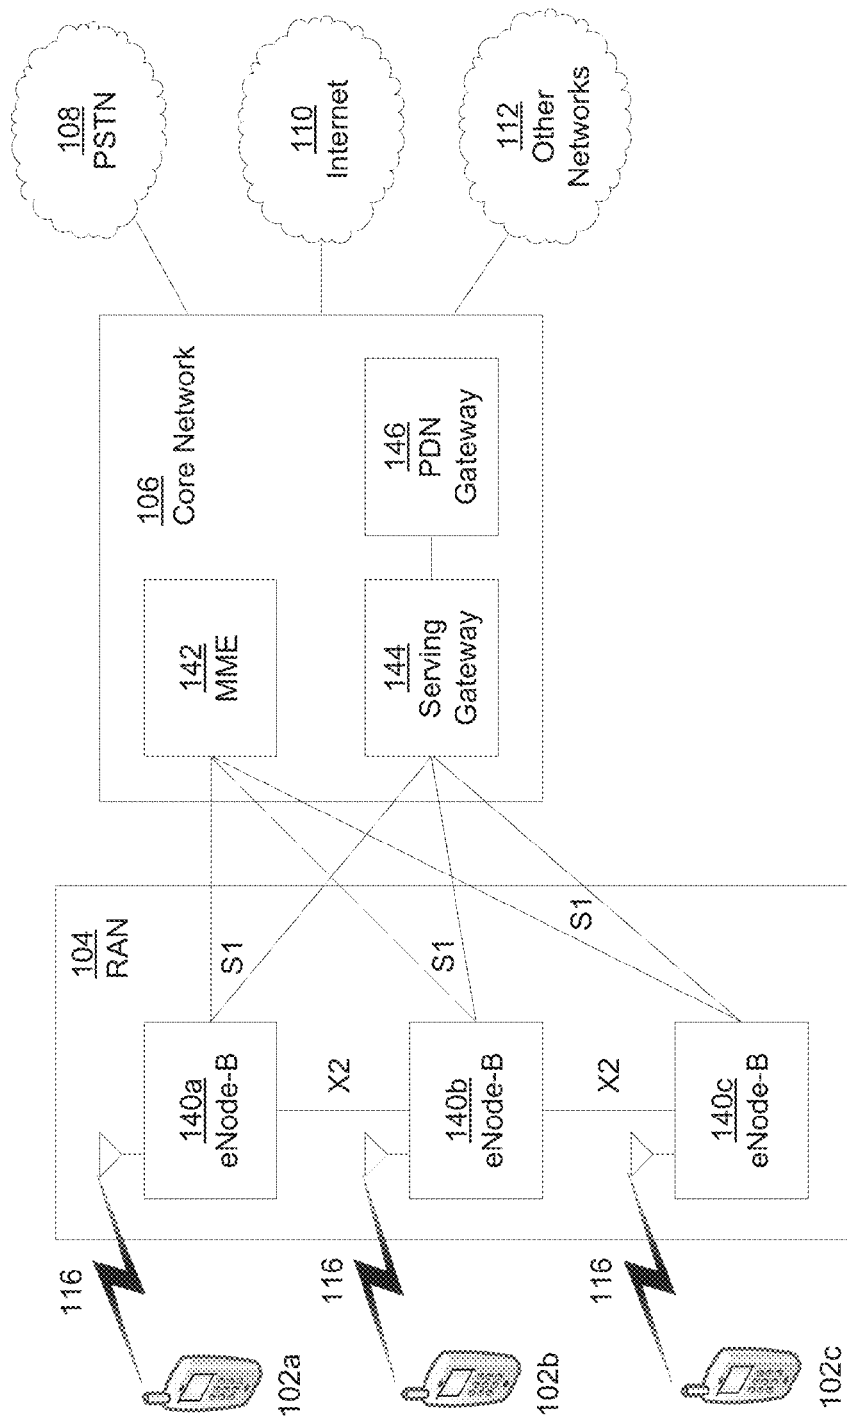 108
PSTN
110
Internet
112
Other
Networks
106
Core Network
142
MME
146
PDN
Gateway
144
Serving
Gateway
104
RAN
S1
S1
S1
140a
eNode-B
X2
140b
eNode-B
X2
140c
eNode-B
116
116
116
102a
102b
102c